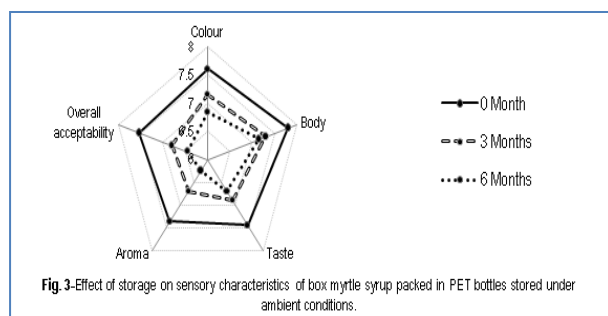 Colour
8
7.5
7
6.5
6
Body
Taste
Aroma
Overall
acceptability
0 Month
3 Months
6 Months
Fig. 3-Effect of storage on sensory characteristics of box myrtle syrup packed in PET bottles stored under
ambient conditions.